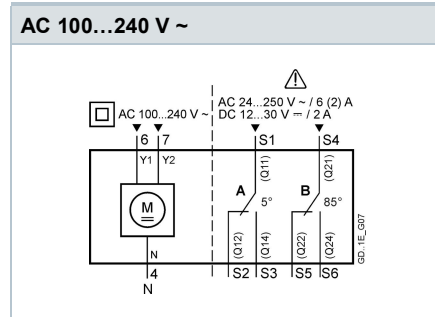 AC 100...240 V ~
AC 100...240 V ~
AC 24...250 V ~ / 6 (2) A
DC 12...30 V ⎓ / 2 A
6 7 S1 S4
Y1 Y2 (Q11) (Q21)
A 5° B 85°
M
(Q12) (Q14) (Q22) (Q24)
N
4 S2 S3 S5 S6
N
GD..1E_G07